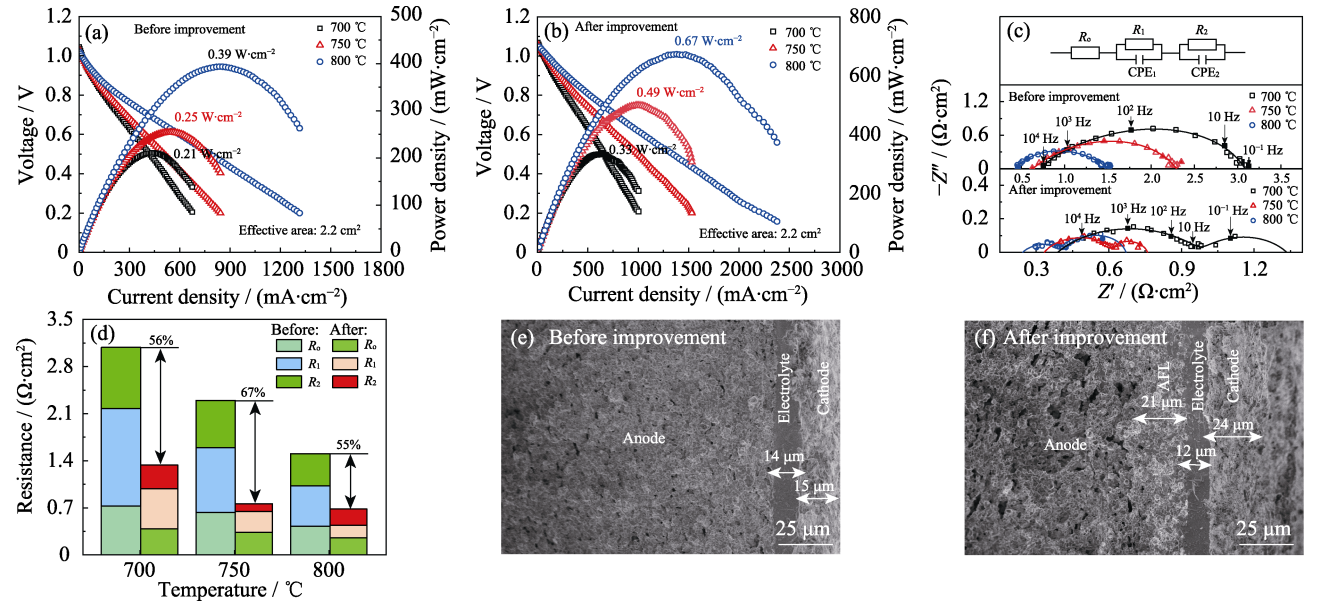 (a)
Before improvement
700 ℃
750 ℃
800 ℃
0.39 W·cm⁻²
0.25 W·cm⁻²
0.21 W·cm⁻²
Effective area: 2.2 cm²
Voltage / V
1.2
1.0
0.8
0.6
0.4
0.2
0
Power density / (mW·cm⁻²)
500
400
300
200
100
0
0 300 600 900 1200 1500 1800
Current density / (mA·cm⁻²)
(b)
After improvement
700 ℃
750 ℃
800 ℃
0.67 W·cm⁻²
0.49 W·cm⁻²
0.33 W·cm⁻²
Effective area: 2.2 cm²
Voltage / V
1.2
1.0
0.8
0.6
0.4
0.2
0
Power density / (mW·cm⁻²)
800
600
400
200
0
0 500 1000 1500 2000 2500 3000
Current density / (mA·cm⁻²)
(c)
Rₒ R₁ R₂
CPE₁ CPE₂
Before improvement
700 ℃
750 ℃
800 ℃
10⁴ Hz 10³ Hz 10² Hz 10 Hz 10⁻¹ Hz
1.2
0.6
0
0.5 1.0 1.5 2.0 2.5 3.0 3.5
After improvement
700 ℃
750 ℃
800 ℃
10⁴ Hz 10³ Hz 10² Hz 10 Hz 10⁻¹ Hz
0.4
0.2
0
0.3 0.6 0.9 1.2
−Z″ / (Ω·cm²)
Z′ / (Ω·cm²)
(d)
Before: After:
Rₒ Rₒ
R₁ R₁
R₂ R₂
56%
67%
55%
Resistance / (Ω·cm²)
3.5
2.8
2.1
1.4
0.7
0
700 750 800
Temperature / ℃
(e) Before improvement
Anode
Electrolyte
Cathode
14 μm
15 μm
25 μm
(f) After improvement
Anode
AFL
Electrolyte
Cathode
21 μm
24 μm
12 μm
25 μm